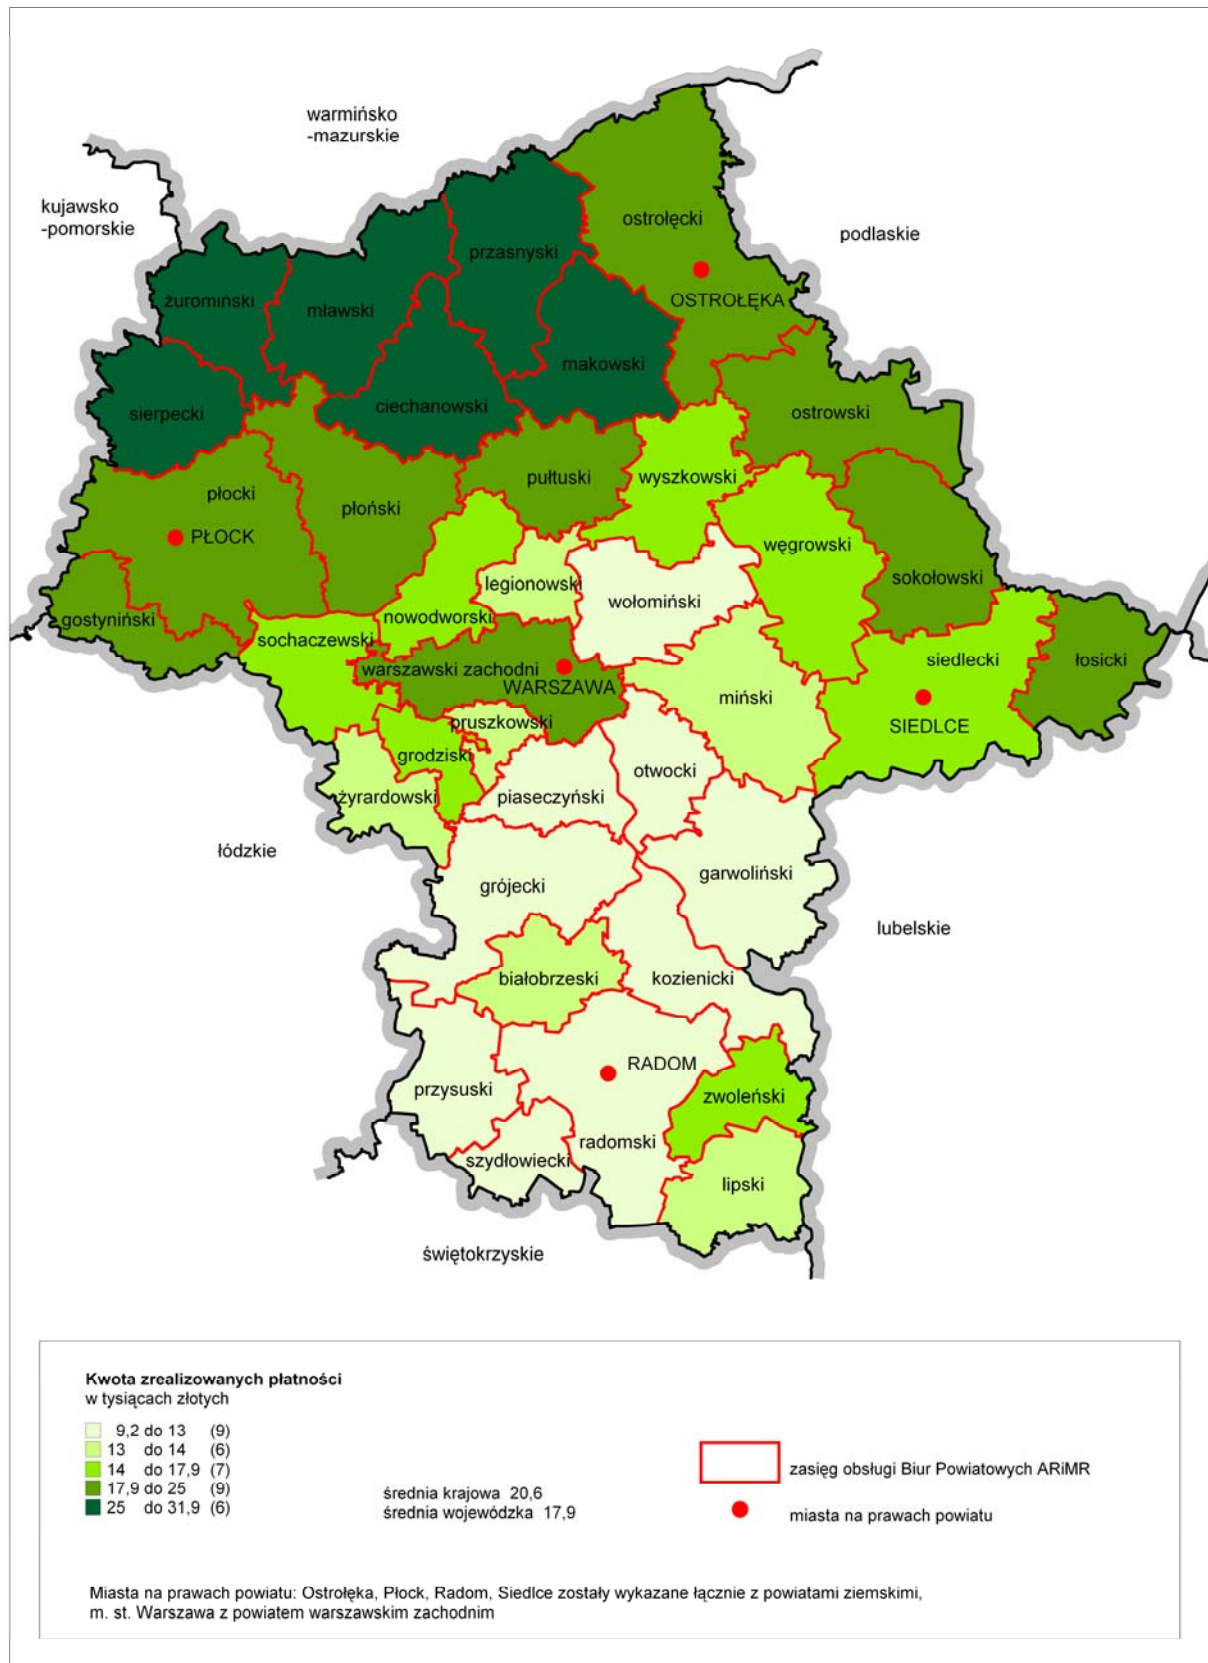 warmińsko
-mazurskie
kujawsko
-pomorskie
podlaskie
ostrołęcki
przasnyski
OSTROŁĘKA
żuromiński
mławski
makowski
ciechanowski
sierpecki
ostrowski
pułtuski
wyszkowski
płocki
płoński
PŁOCK
węgrowski
legionowski
sokołowski
wołomiński
gostyniński
nowodworski
sochaczewski
siedlecki
łosicki
warszawski zachodni
WARSZAWA
miński
SIEDLCE
pruszkowski
grodziski
otwocki
żyrardowski
piaseczyński
łódzkie
garwoliński
grójecki
lubelskie
białobrzeski
kozienicki
RADOM
przysuski
zwoleński
radomski
szydłowiecki
lipski
świętokrzyskie
Kwota zrealizowanych płatności
w tysiącach złotych
9,2 do 13 (9)
13 do 14 (6)
14 do 17,9 (7)
17,9 do 25 (9)
25 do 31,9 (6)
średnia krajowa 20,6
średnia wojewódzka 17,9
zasięg obsługi Biur Powiatowych ARiMR
miasta na prawach powiatu
Miasta na prawach powiatu: Ostrołęka, Płock, Radom, Siedlce zostały wykazane łącznie z powiatami ziemskimi,
m. st. Warszawa z powiatem warszawskim zachodnim